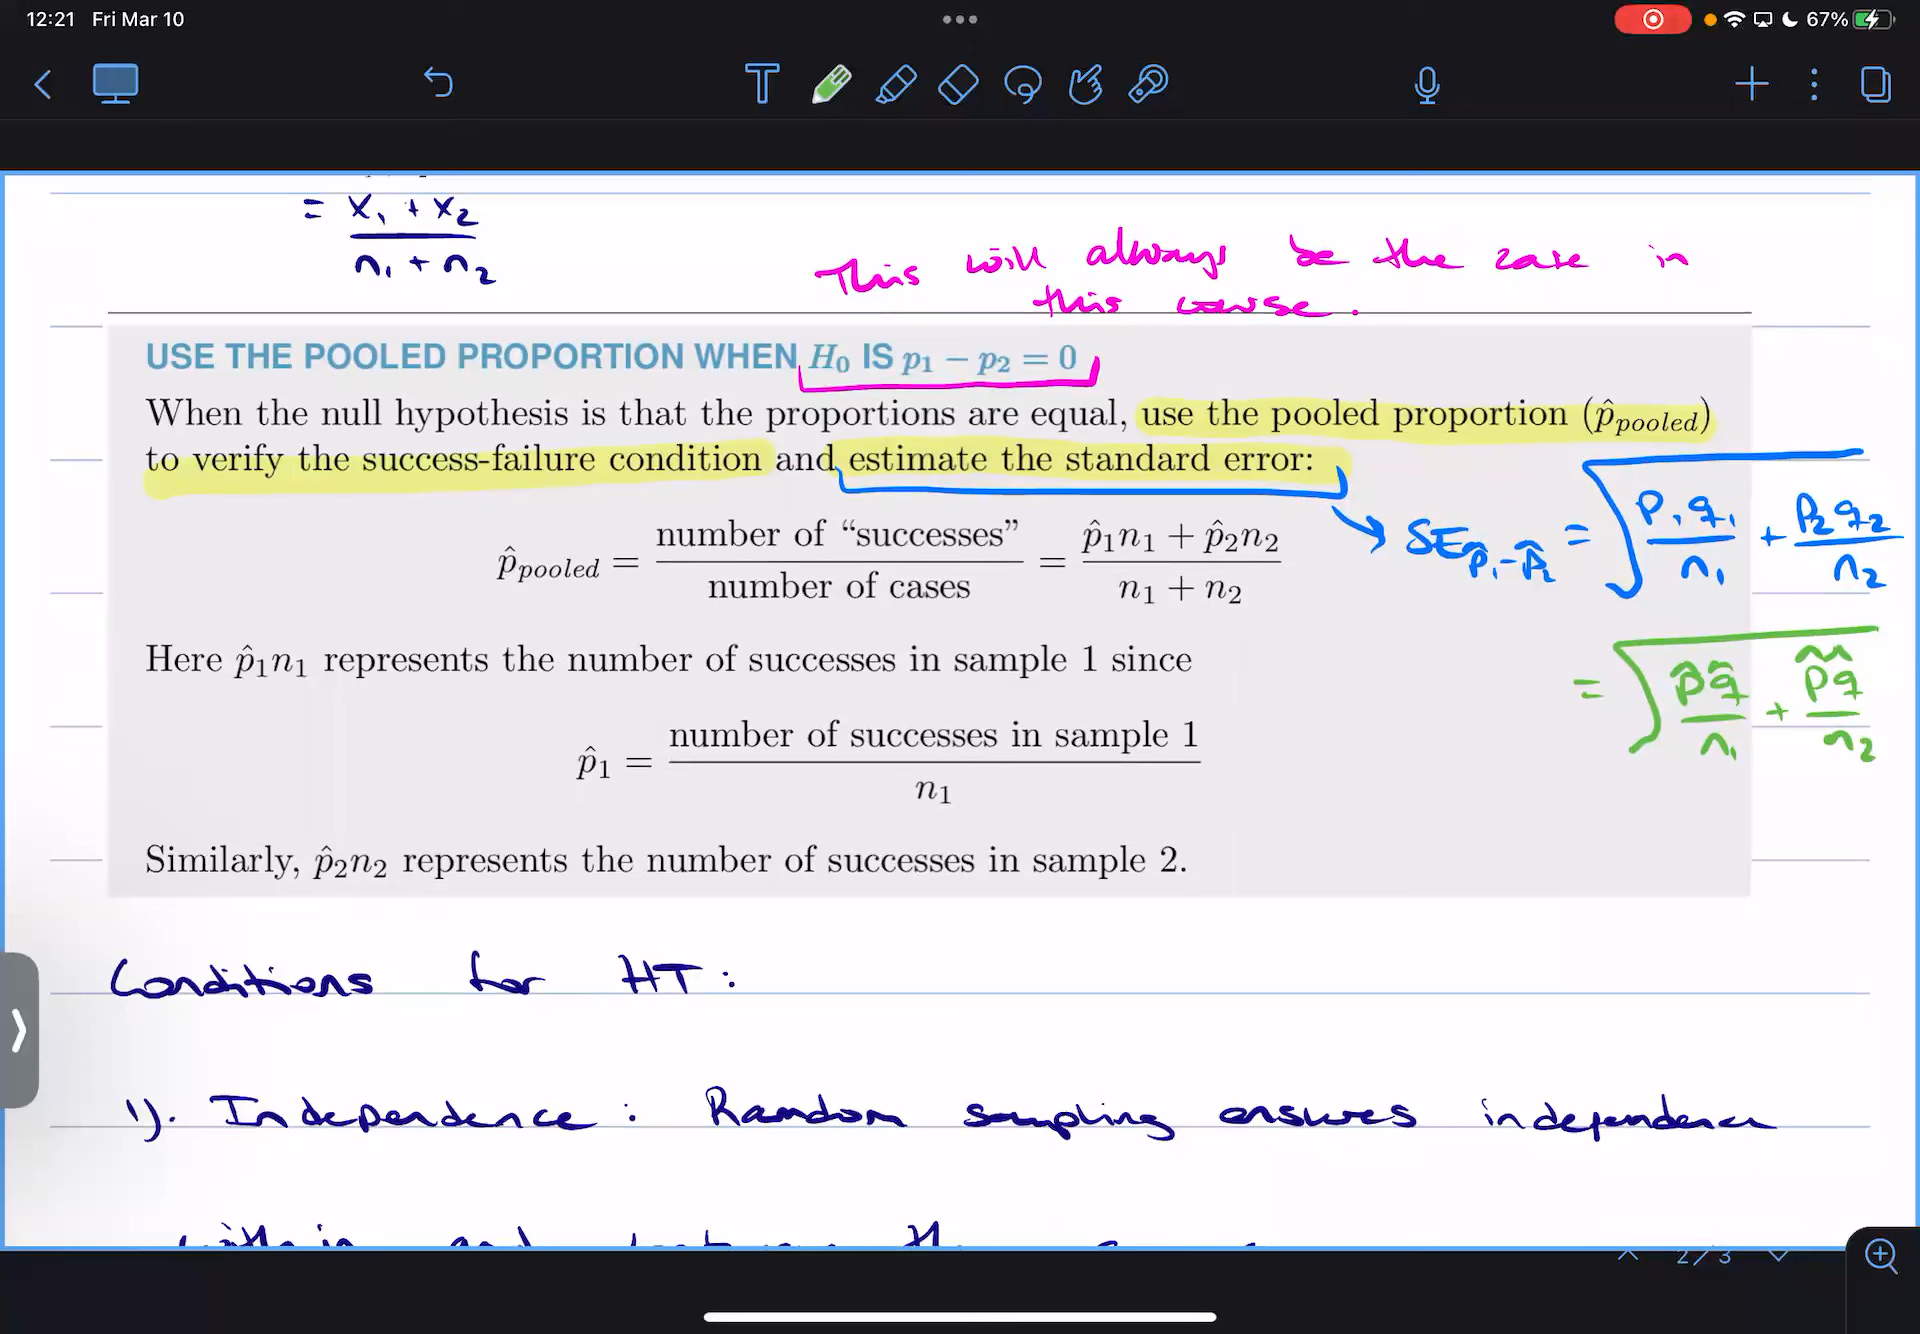 12:21 Fri Mar 10
67%
= x₁ + x₂
n₁ + n₂
This will always be the case in
this course.
USE THE POOLED PROPORTION WHEN H₀ IS p₁ − p₂ = 0
When the null hypothesis is that the proportions are equal, use the pooled proportion (p̂pooled)
to verify the success-failure condition and estimate the standard error:
p̂pooled = number of “successes” / number of cases = p̂₁n₁ + p̂₂n₂ / n₁ + n₂
→ SE p̂₁−p̂₂ = √ p₁q₁ / n₁ + p₂q₂ / n₂
Here p̂₁n₁ represents the number of successes in sample 1 since
= √ p̂q̂ / n₁ + p̂q̂ / n₂
p̂₁ = number of successes in sample 1 / n₁
Similarly, p̂₂n₂ represents the number of successes in sample 2.
Conditions for HT:
1). Independence: Random sampling ensures independence
2/3